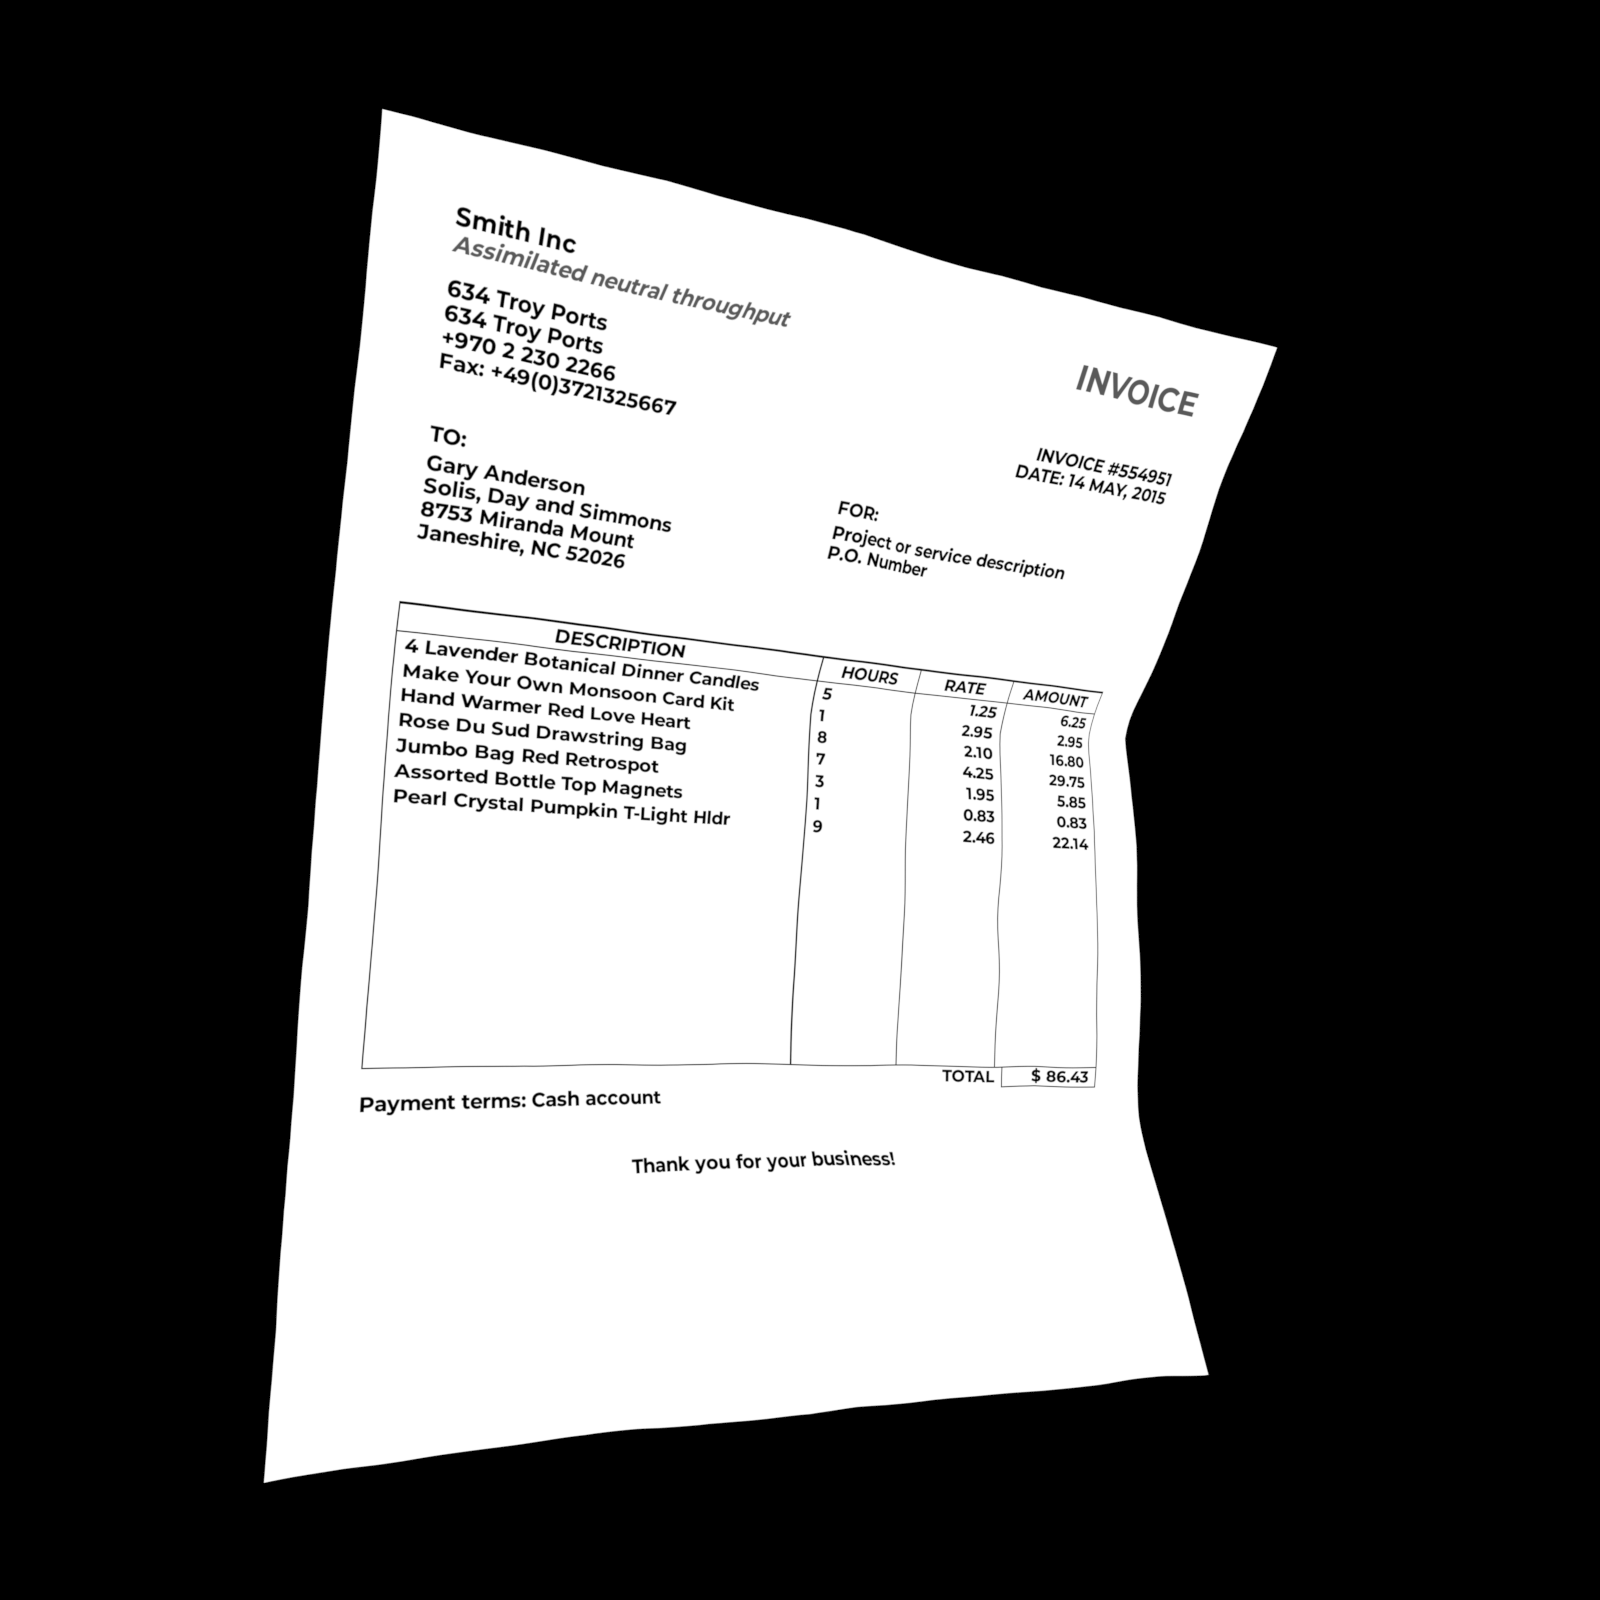 Smith Inc
Assimilated neutral throughput
634 Troy Ports
634 Troy Ports
+970 2 230 2266
Fax: +49(0)3721325667
INVOICE
INVOICE #554951
DATE: 14 MAY, 2015
TO:
Gary Anderson
Solis, Day and Simmons
8753 Miranda Mount
Janeshire, NC 52026
FOR:
Project or service description
P.O. Number
DESCRIPTION HOURS RATE AMOUNT
4 Lavender Botanical Dinner Candles 5 1.25 6.25
Make Your Own Monsoon Card Kit 1 2.95 2.95
Hand Warmer Red Love Heart 8 2.10 16.80
Rose Du Sud Drawstring Bag 7 4.25 29.75
Jumbo Bag Red Retrospot 3 1.95 5.85
Assorted Bottle Top Magnets 1 0.83 0.83
Pearl Crystal Pumpkin T-Light Hldr 9 2.46 22.14
TOTAL $ 86.43
Payment terms: Cash account
Thank you for your business!